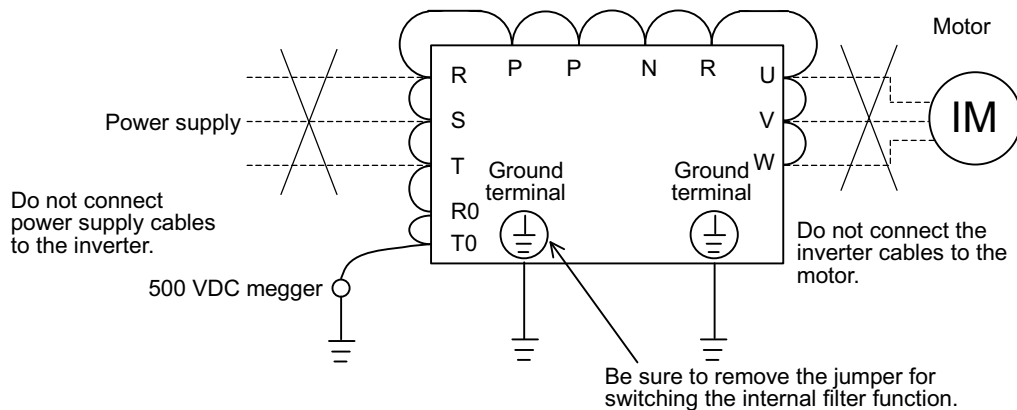 Motor
R P P N R U
Power supply
S V IM
T W
Ground
terminal
Ground
terminal
Do not connect
power supply cables
to the inverter.
R0
T0
Do not connect the
inverter cables to the
motor.
500 VDC megger
Be sure to remove the jumper for
switching the internal filter function.